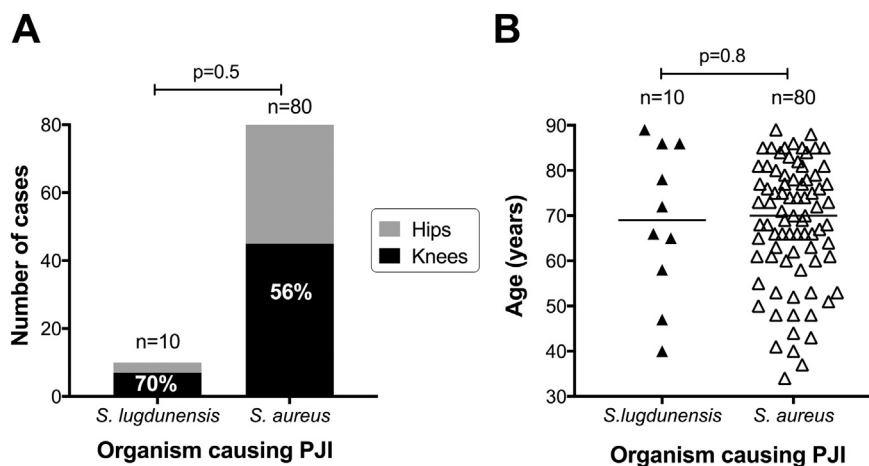 A
p=0.5
n=80
80
60
40
20
0
Number of cases
n=10
70%
56%
S. lugdunensis
S. aureus
Organism causing PJI
Hips
Knees
B
p=0.8
n=10
n=80
90
80
70
60
50
40
30
Age (years)
S.lugdunensis
S. aureus
Organism causing PJI